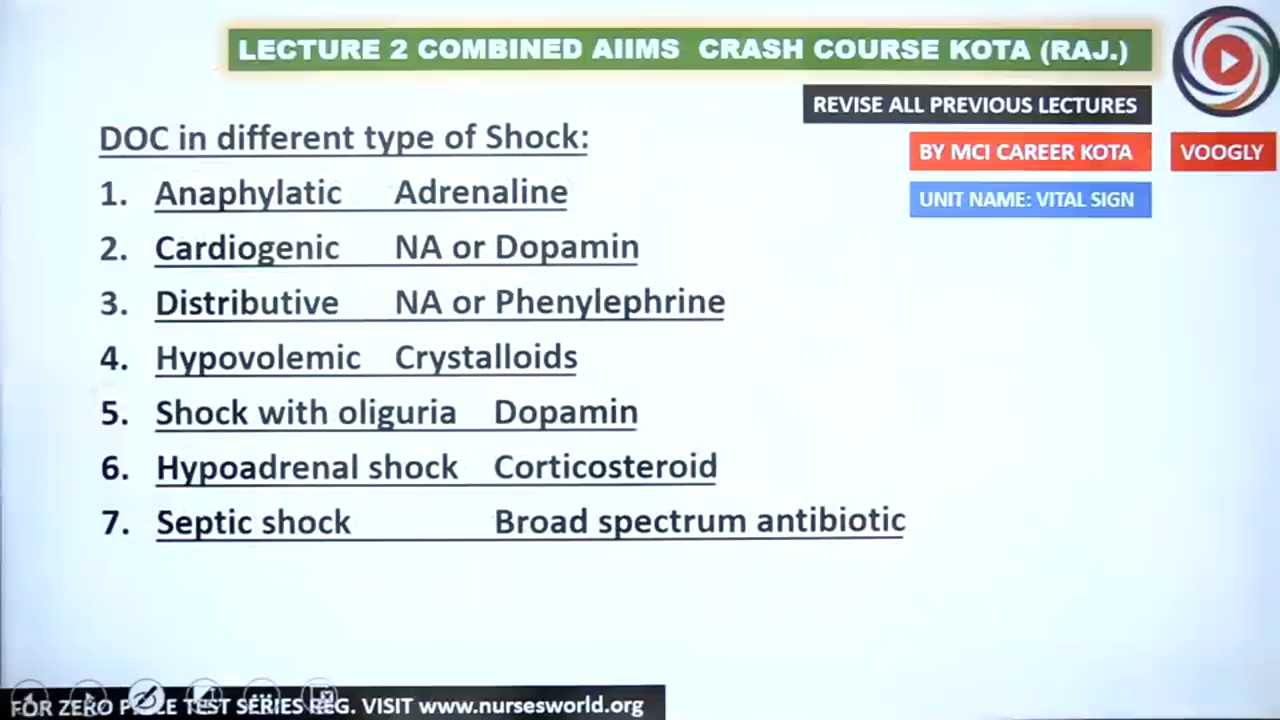 LECTURE 2 COMBINED AIIMS CRASH COURSE KOTA (RAJ.)
REVISE ALL PREVIOUS LECTURES
BY MCI CAREER KOTA
VOOGLY
UNIT NAME: VITAL SIGN
DOC in different type of Shock:
1. Anaphylatic Adrenaline
2. Cardiogenic NA or Dopamin
3. Distributive NA or Phenylephrine
4. Hypovolemic Crystalloids
5. Shock with oliguria Dopamin
6. Hypoadrenal shock Corticosteroid
7. Septic shock Broad spectrum antibiotic
FOR ZERO TEST SERIES REG. VISIT www.nursesworld.org